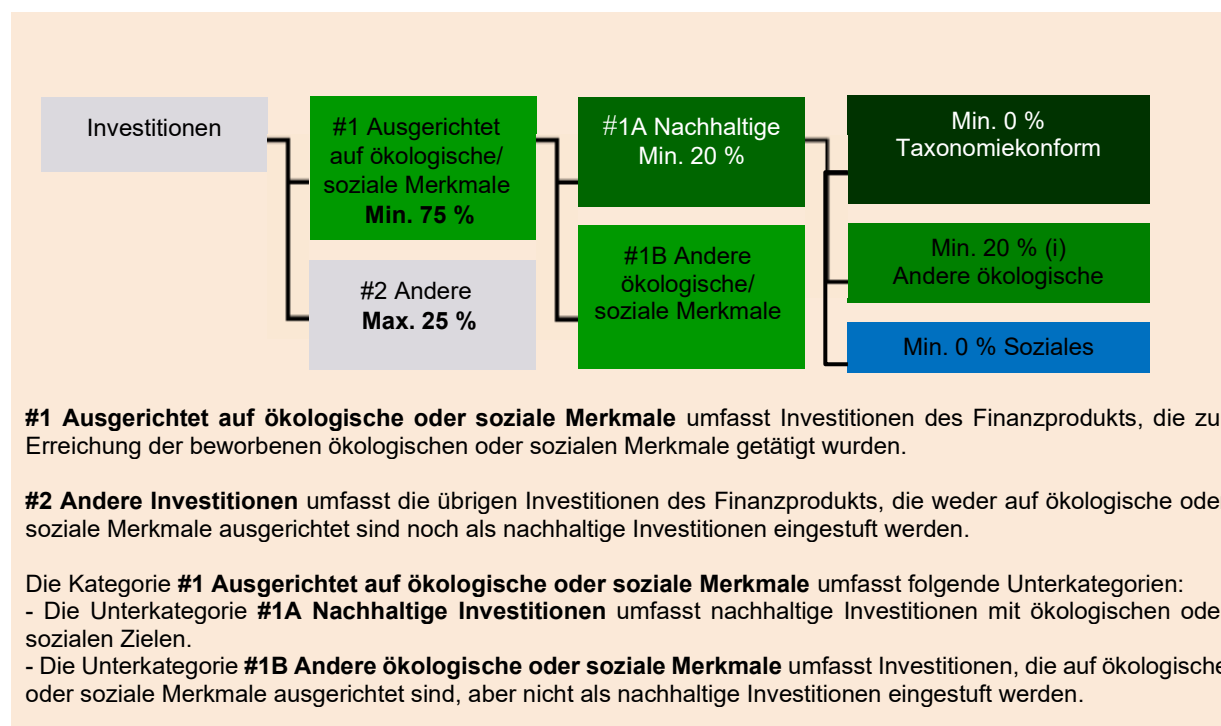 Investitionen
#1 Ausgerichtet
auf ökologische/
soziale Merkmale
Min. 75 %
#2 Andere
Max. 25 %
#1A Nachhaltige
Min. 20 %
#1B Andere
ökologische/
soziale Merkmale
Min. 0 %
Taxonomiekonform
Min. 20 % (i)
Andere ökologische
Min. 0 % Soziales
#1 Ausgerichtet auf ökologische oder soziale Merkmale umfasst Investitionen des Finanzprodukts, die zu
Erreichung der beworbenen ökologischen oder sozialen Merkmale getätigt wurden.
#2 Andere Investitionen umfasst die übrigen Investitionen des Finanzprodukts, die weder auf ökologische ode
soziale Merkmale ausgerichtet sind noch als nachhaltige Investitionen eingestuft werden.
Die Kategorie #1 Ausgerichtet auf ökologische oder soziale Merkmale umfasst folgende Unterkategorien:
- Die Unterkategorie #1A Nachhaltige Investitionen umfasst nachhaltige Investitionen mit ökologischen ode
sozialen Zielen.
- Die Unterkategorie #1B Andere ökologische oder soziale Merkmale umfasst Investitionen, die auf ökologische
oder soziale Merkmale ausgerichtet sind, aber nicht als nachhaltige Investitionen eingestuft werden.